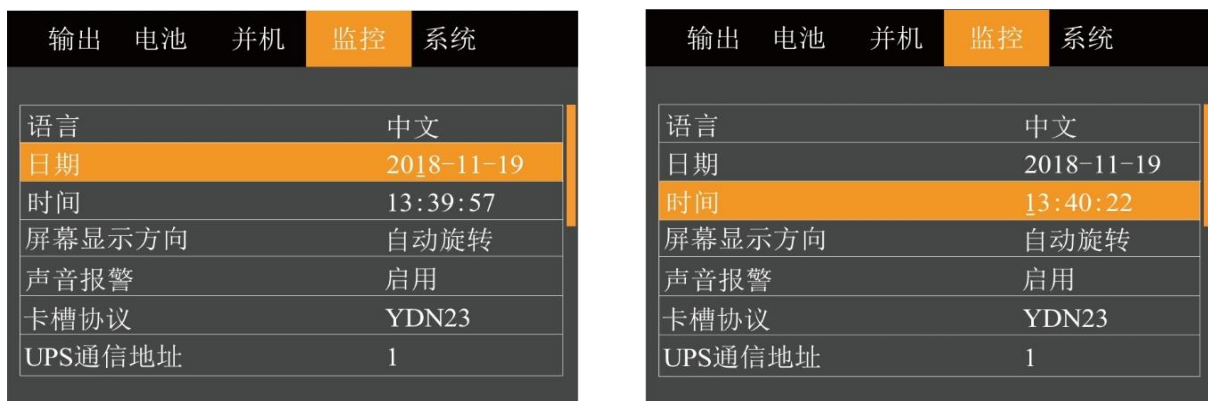 输出 电池 并机 监控 系统
语言 中文
日期 2018-11-19
时间 13:39:57
屏幕显示方向 自动旋转
声音报警 启用
卡槽协议 YDN23
UPS通信地址 1
输出 电池 并机 监控 系统
语言 中文
日期 2018-11-19
时间 13:40:22
屏幕显示方向 自动旋转
声音报警 启用
卡槽协议 YDN23
UPS通信地址 1